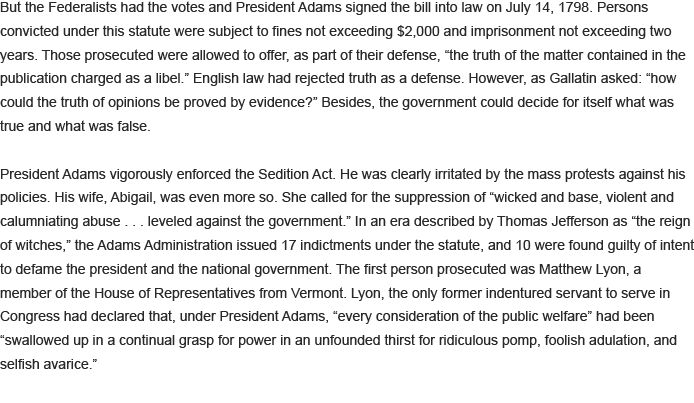 But the Federalists had the votes and President Adams signed the bill into law on July 14, 1798. Persons
convicted under this statute were subject to fines not exceeding $2,000 and imprisonment not exceeding two
years. Those prosecuted were allowed to offer, as part of their defense, “the truth of the matter contained in the
publication charged as a libel.” English law had rejected truth as a defense. However, as Gallatin asked: “how
could the truth of opinions be proved by evidence?” Besides, the government could decide for itself what was
true and what was false.

President Adams vigorously enforced the Sedition Act. He was clearly irritated by the mass protests against his
policies. His wife, Abigail, was even more so. She called for the suppression of “wicked and base, violent and
calumniating abuse . . . leveled against the government.” In an era described by Thomas Jefferson as “the reign
of witches,” the Adams Administration issued 17 indictments under the statute, and 10 were found guilty of intent
to defame the president and the national government. The first person prosecuted was Matthew Lyon, a
member of the House of Representatives from Vermont. Lyon, the only former indentured servant to serve in
Congress had declared that, under President Adams, “every consideration of the public welfare” had been
“swallowed up in a continual grasp for power in an unfounded thirst for ridiculous pomp, foolish adulation, and
selfish avarice.”